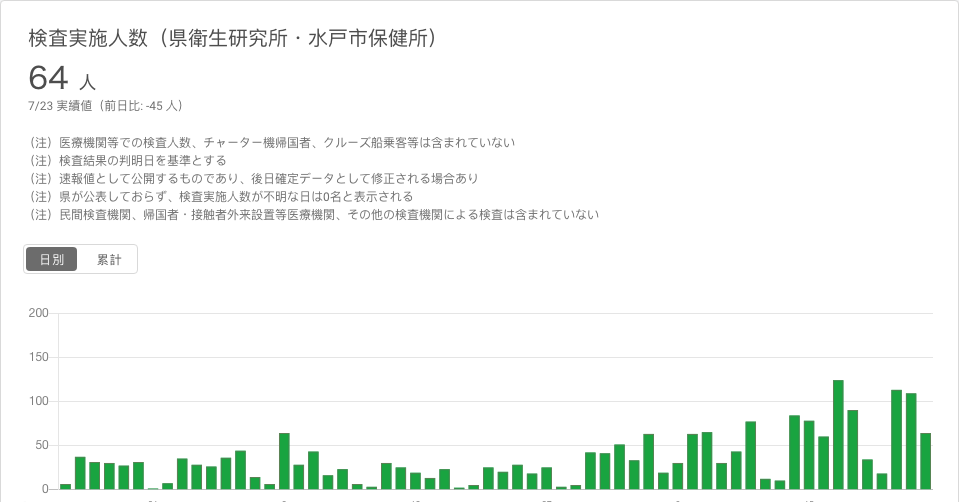 検査実施人数（県衛生研究所・水戸市保健所）
64 人
7/23 実績値（前日比: -45 人）
（注）医療機関等での検査人数、チャーター機帰国者、クルーズ船乗客等は含まれていない
（注）検査結果の判明日を基準とする
（注）速報値として公開するものであり、後日確定データとして修正される場合あり
（注）県が公表しておらず、検査実施人数が不明な日は0名と表示される
（注）民間検査機関、帰国者・接触者外来設置等医療機関、その他の検査機関による検査は含まれていない
日別 累計
200
150
100
50
0